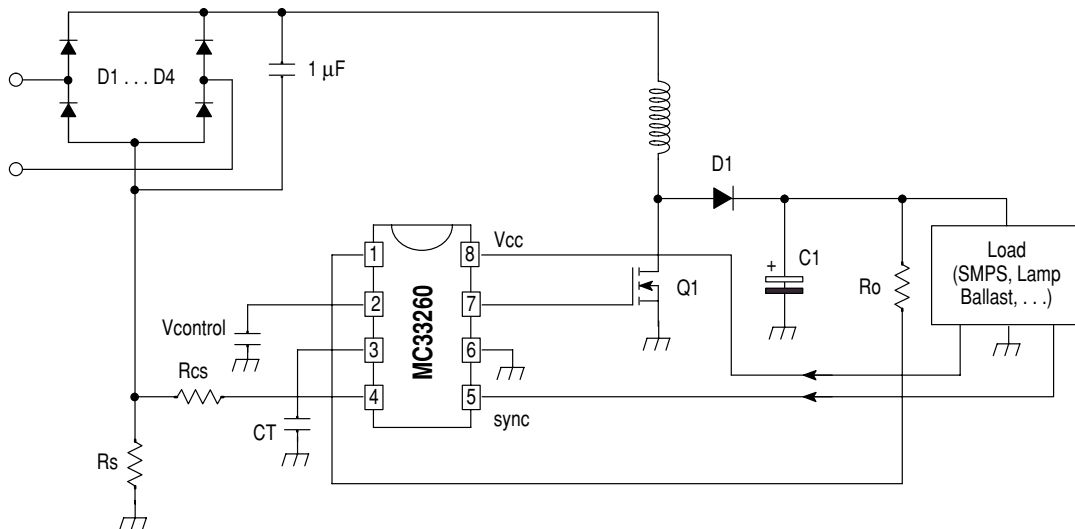 D1 . . . D4
1 μF
D1
1
2
3
4
MC33260
8
7
6
5
Vcc
sync
Vcontrol
Rcs
CT
Rs
Q1
+
C1
Ro
Load
(SMPS, Lamp
Ballast, . . .)